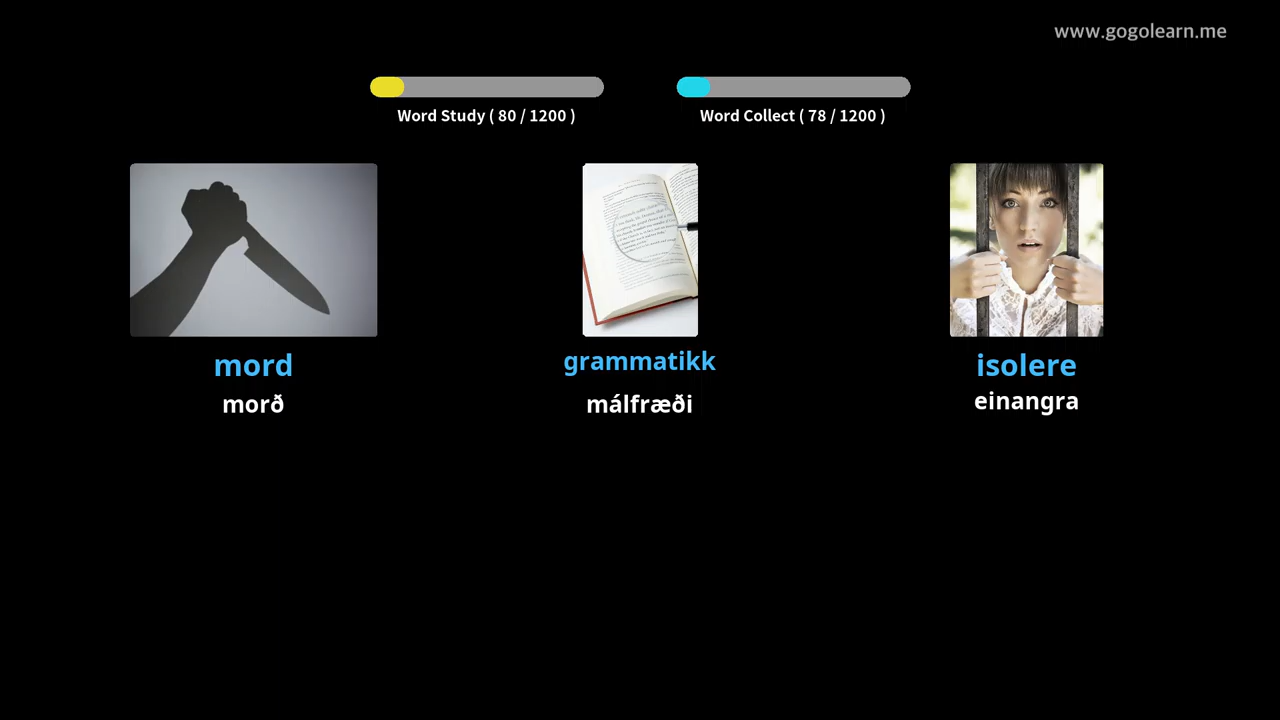 www.gogolearn.me
Word Study ( 80 / 1200 )
Word Collect ( 78 / 1200 )
mord
grammatikk
isolere
morð
málfræði
einangra